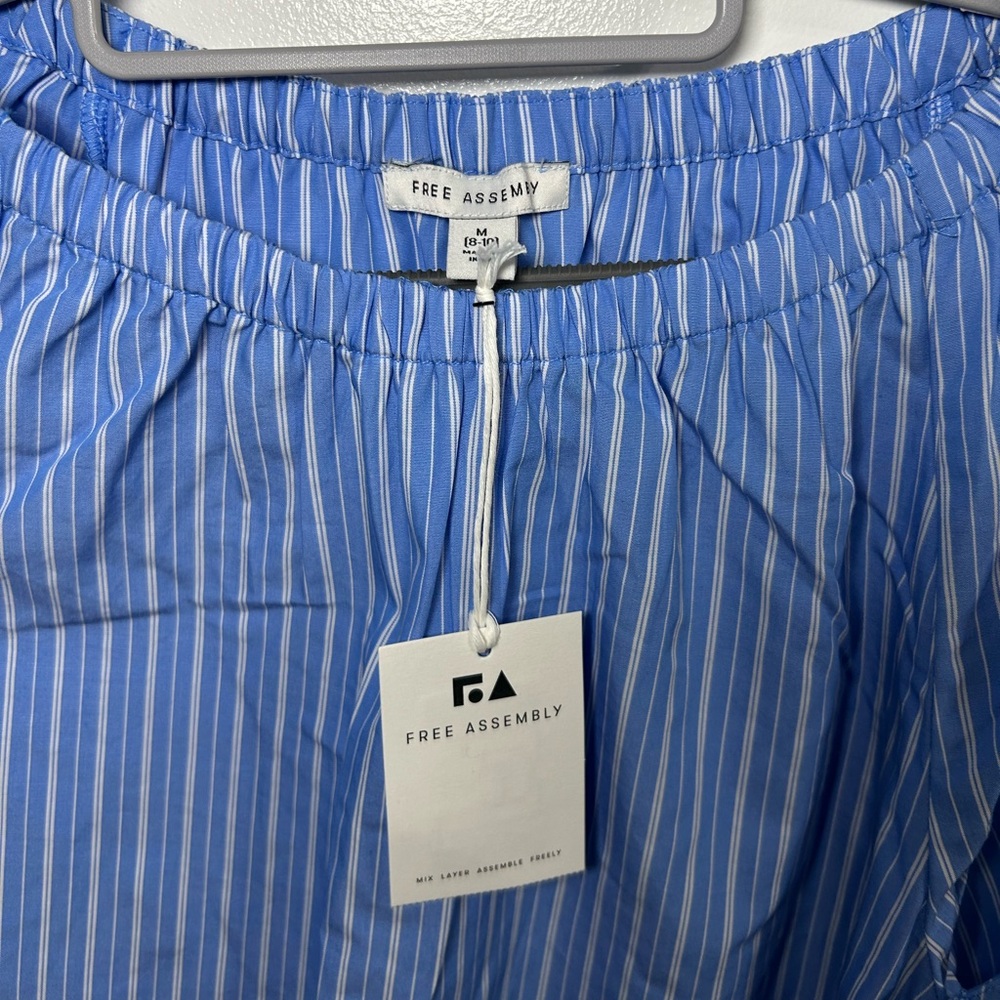 FREE ASSEMBLY
M
(8-10)
FREE ASSEMBLY
MIX LAYER ASSEMBLE FREELY